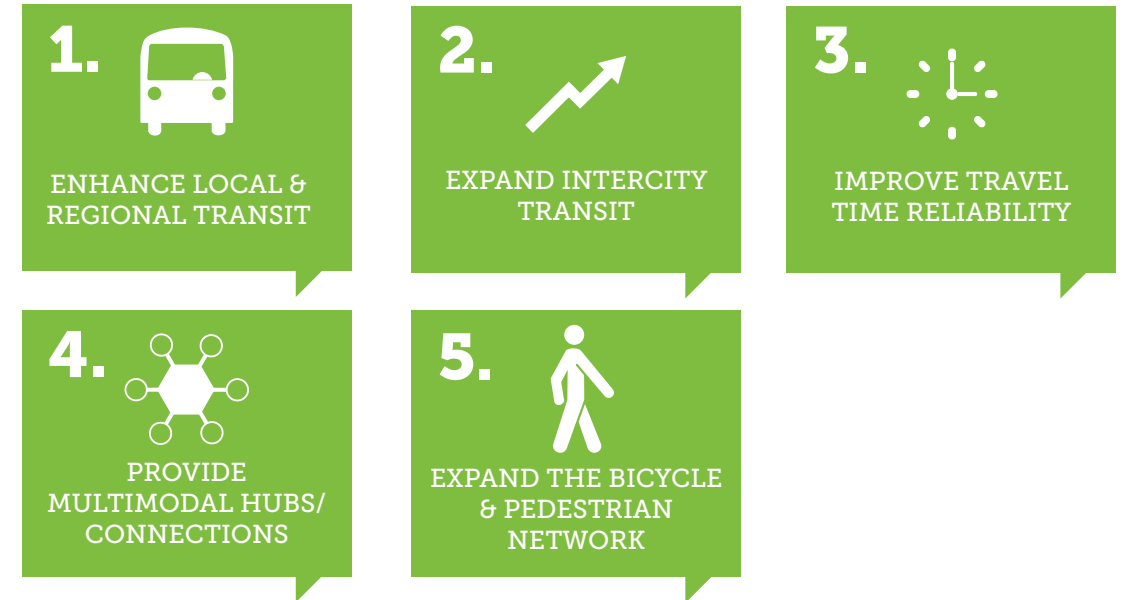 1.
ENHANCE LOCAL &
REGIONAL TRANSIT
2.
EXPAND INTERCITY
TRANSIT
3.
IMPROVE TRAVEL
TIME RELIABILITY
4.
PROVIDE
MULTIMODAL HUBS/
CONNECTIONS
5.
EXPAND THE BICYCLE
& PEDESTRIAN
NETWORK